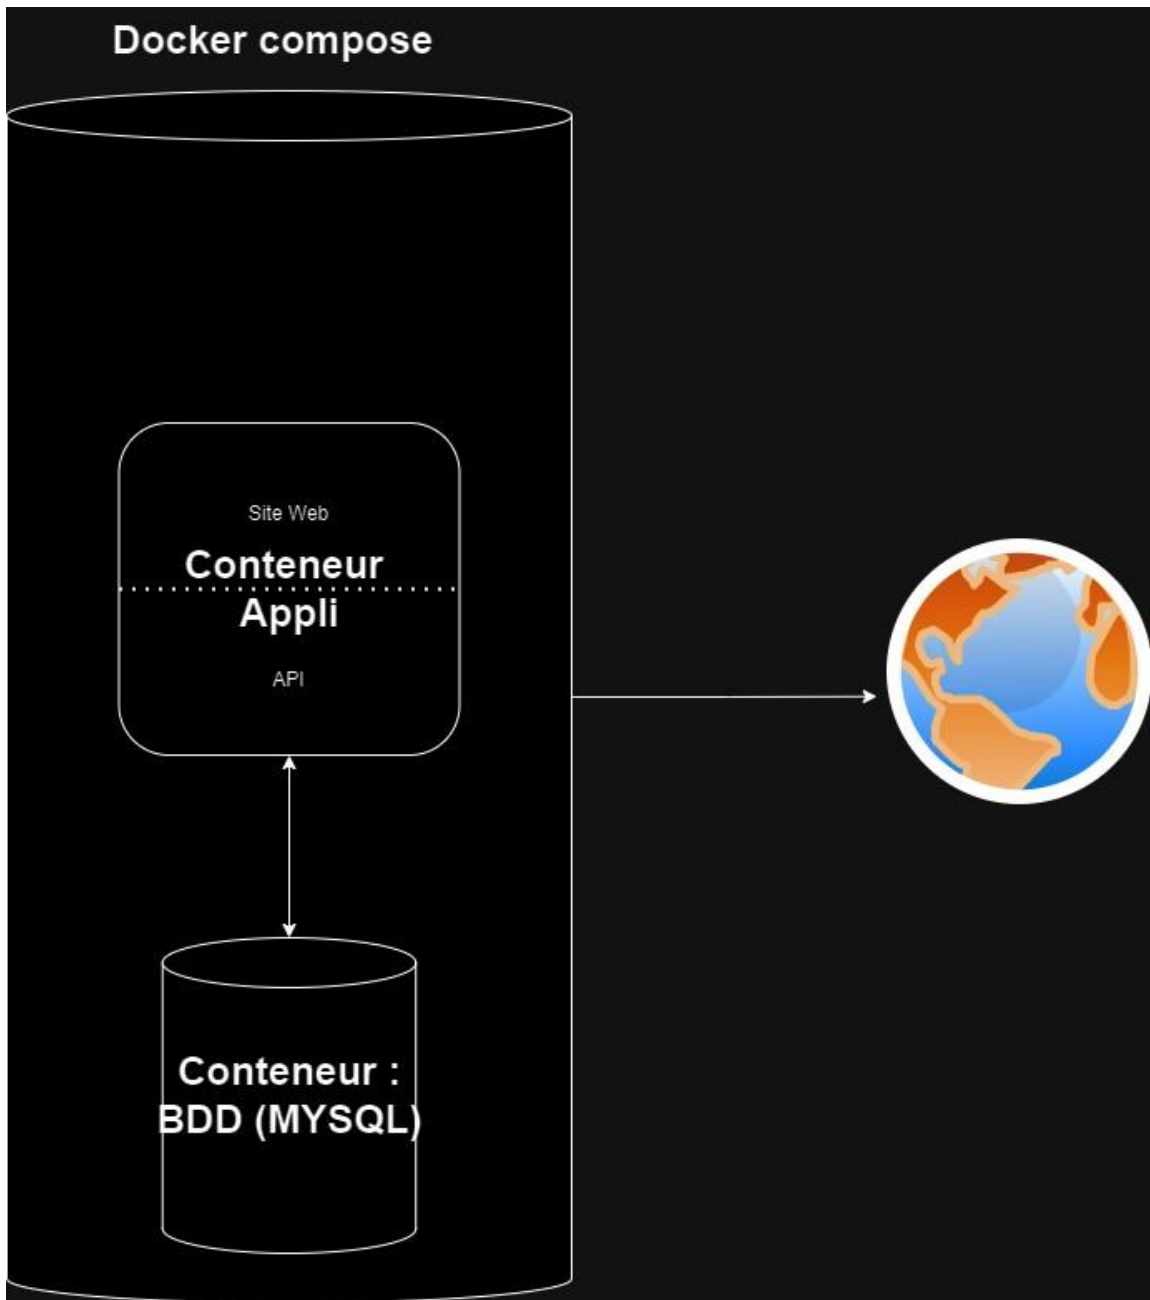 Docker compose
Site Web
Conteneur
Appli
API
Conteneur :
BDD (MYSQL)